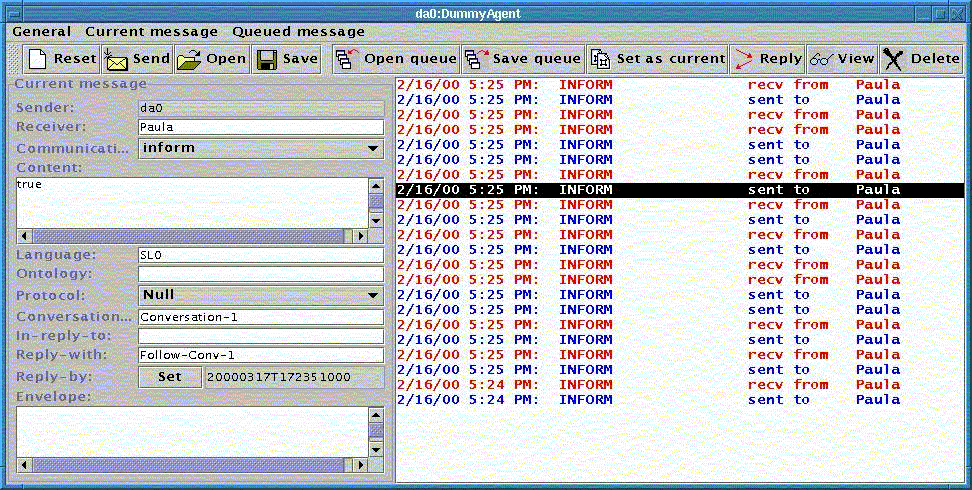 da0:DummyAgent
General Current message Queued message
Reset Send Open Save Open queue Save queue Set as current Reply View Delete
Current message
Sender: da0
Receiver: Paula
Communicati... inform
Content:
true
Language: SL0
Ontology:
Protocol: Null
Conversation... Conversation-1
In-reply-to:
Reply-with: Follow-Conv-1
Reply-by: Set 20000317T172351000
Envelope:
2/16/00 5:25 PM: INFORM recv from Paula
2/16/00 5:25 PM: INFORM sent to Paula
2/16/00 5:25 PM: INFORM recv from Paula
2/16/00 5:25 PM: INFORM recv from Paula
2/16/00 5:25 PM: INFORM sent to Paula
2/16/00 5:25 PM: INFORM sent to Paula
2/16/00 5:25 PM: INFORM recv from Paula
2/16/00 5:25 PM: INFORM sent to Paula
2/16/00 5:25 PM: INFORM recv from Paula
2/16/00 5:25 PM: INFORM sent to Paula
2/16/00 5:25 PM: INFORM recv from Paula
2/16/00 5:25 PM: INFORM sent to Paula
2/16/00 5:25 PM: INFORM recv from Paula
2/16/00 5:25 PM: INFORM recv from Paula
2/16/00 5:25 PM: INFORM sent to Paula
2/16/00 5:25 PM: INFORM sent to Paula
2/16/00 5:25 PM: INFORM recv from Paula
2/16/00 5:25 PM: INFORM sent to Paula
2/16/00 5:25 PM: INFORM recv from Paula
2/16/00 5:25 PM: INFORM sent to Paula
2/16/00 5:24 PM: INFORM recv from Paula
2/16/00 5:24 PM: INFORM sent to Paula